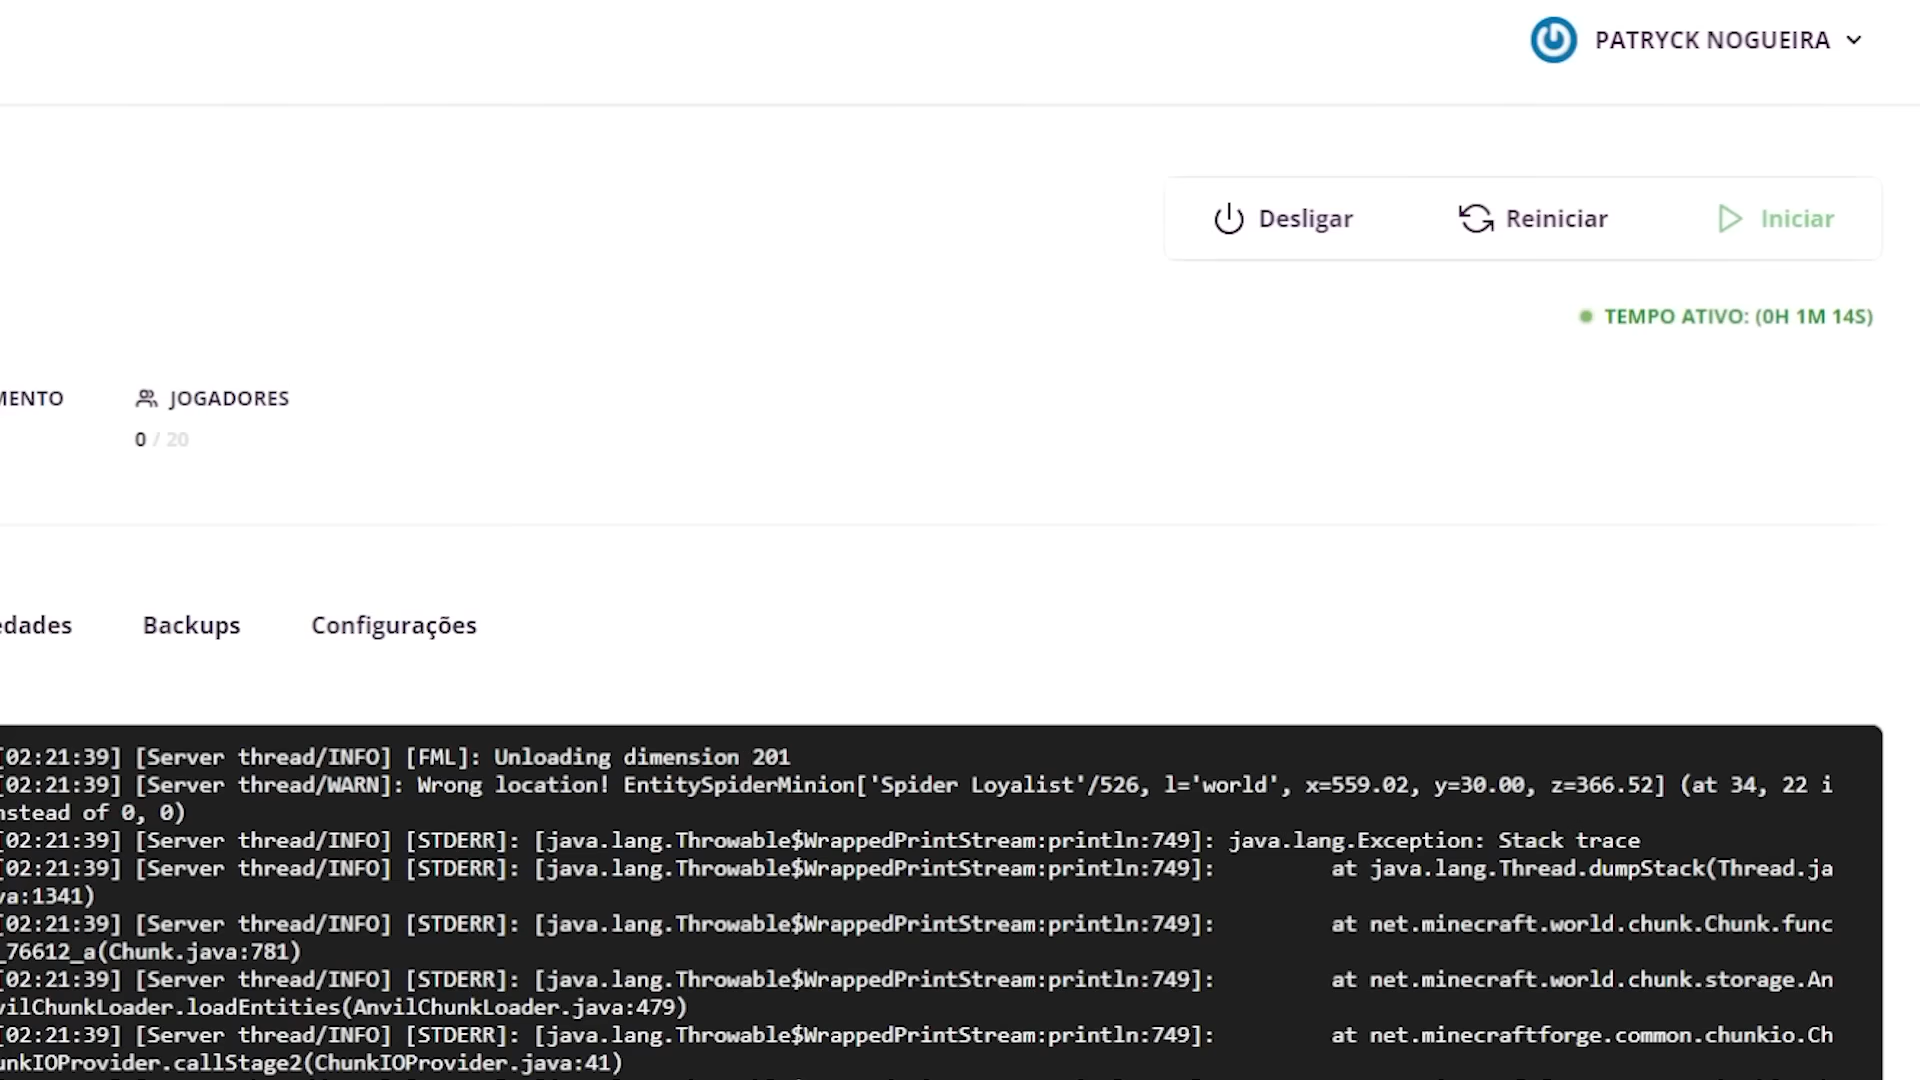 PATRYCK NOGUEIRA
Desligar Reiniciar Iniciar
TEMPO ATIVO: (0H 1M 14S)
MENTO JOGADORES
0 / 20
edades Backups Configurações
[02:21:39] [Server thread/INFO] [FML]: Unloading dimension 201
[02:21:39] [Server thread/WARN]: Wrong location! EntitySpiderMinion['Spider Loyalist'/526, l='world', x=559.02, y=30.00, z=366.52] (at 34, 22 i
nstead of 0, 0)
[02:21:39] [Server thread/INFO] [STDERR]: [java.lang.Throwable$WrappedPrintStream:println:749]: java.lang.Exception: Stack trace
[02:21:39] [Server thread/INFO] [STDERR]: [java.lang.Throwable$WrappedPrintStream:println:749]: at java.lang.Thread.dumpStack(Thread.ja
va:1341)
[02:21:39] [Server thread/INFO] [STDERR]: [java.lang.Throwable$WrappedPrintStream:println:749]: at net.minecraft.world.chunk.Chunk.func
_76612_a(Chunk.java:781)
[02:21:39] [Server thread/INFO] [STDERR]: [java.lang.Throwable$WrappedPrintStream:println:749]: at net.minecraft.world.chunk.storage.An
vilChunkLoader.loadEntities(AnvilChunkLoader.java:479)
[02:21:39] [Server thread/INFO] [STDERR]: [java.lang.Throwable$WrappedPrintStream:println:749]: at net.minecraftforge.common.chunkio.Ch
unkIOProvider.callStage2(ChunkIOProvider.java:41)